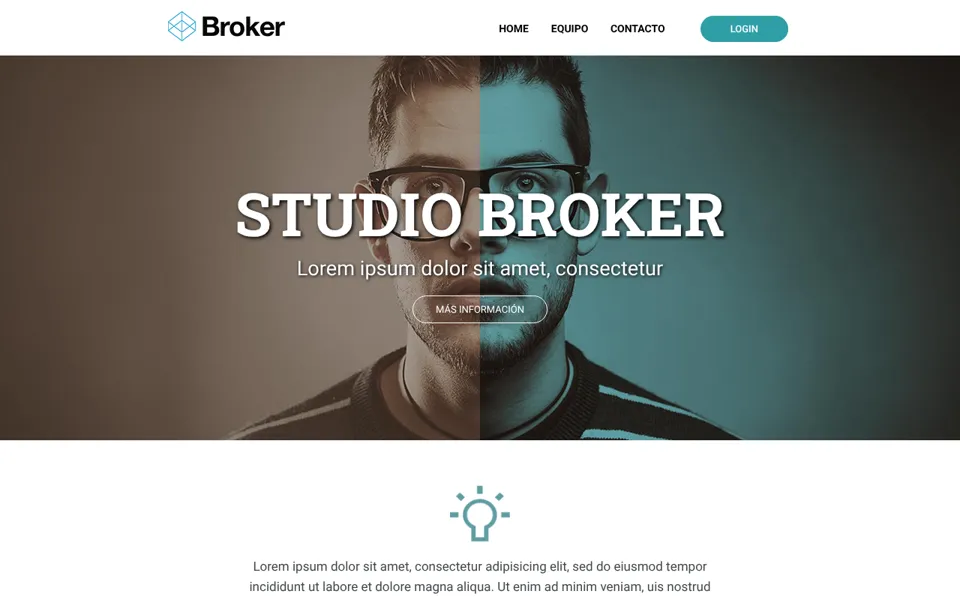 Broker
HOME EQUIPO CONTACTO LOGIN
STUDIO BROKER
Lorem ipsum dolor sit amet, consectetur
MÁS INFORMACIÓN
Lorem ipsum dolor sit amet, consectetur adipisicing elit, sed do eiusmod tempor
incididunt ut labore et dolore magna aliqua. Ut enim ad minim veniam, uis nostrud